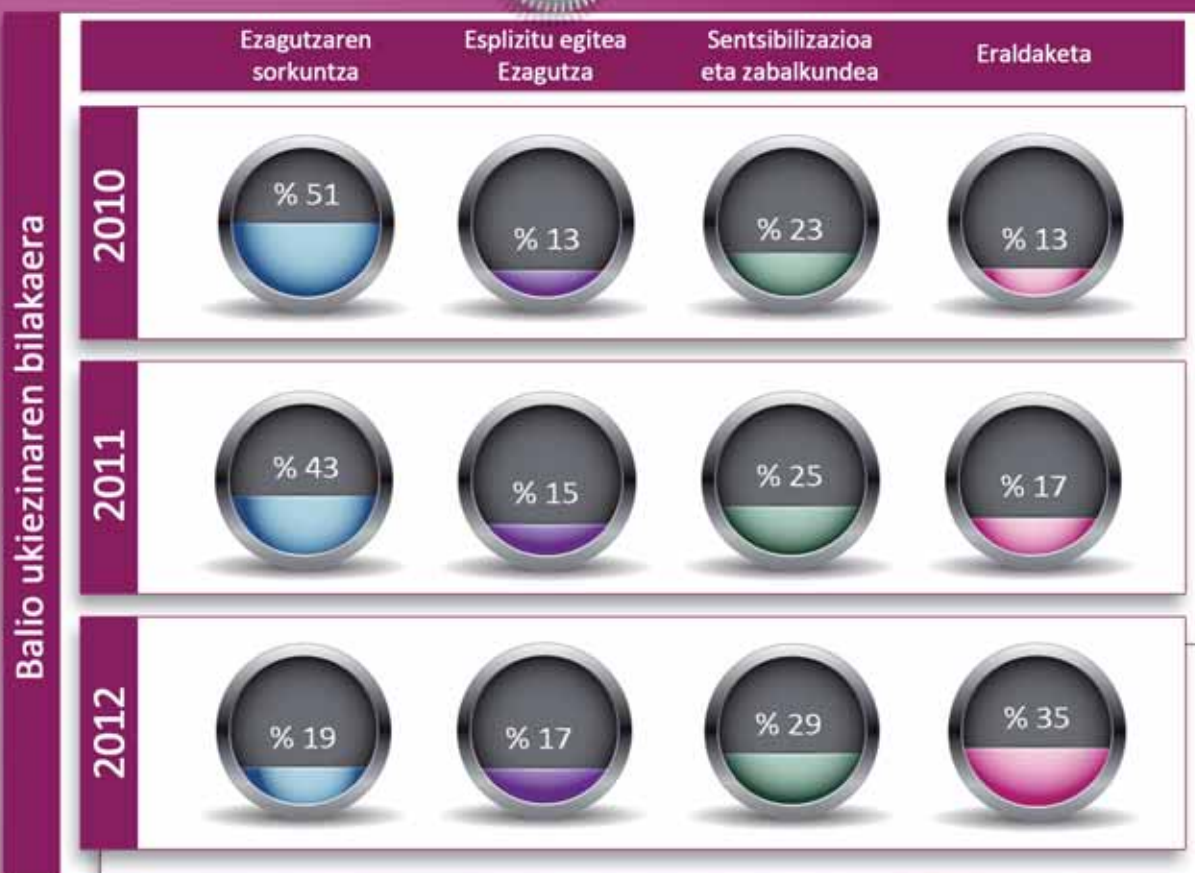 Ezagutzaren
sorkuntza
Esplizitu egitea
Ezagutza
Sentsibilizazioa
eta zabalkundea
Eraldaketa
Balio ukiezinaren bilakaera
2010
% 51
% 13
% 23
% 13
2011
% 43
% 15
% 25
% 17
2012
% 19
% 17
% 29
% 35